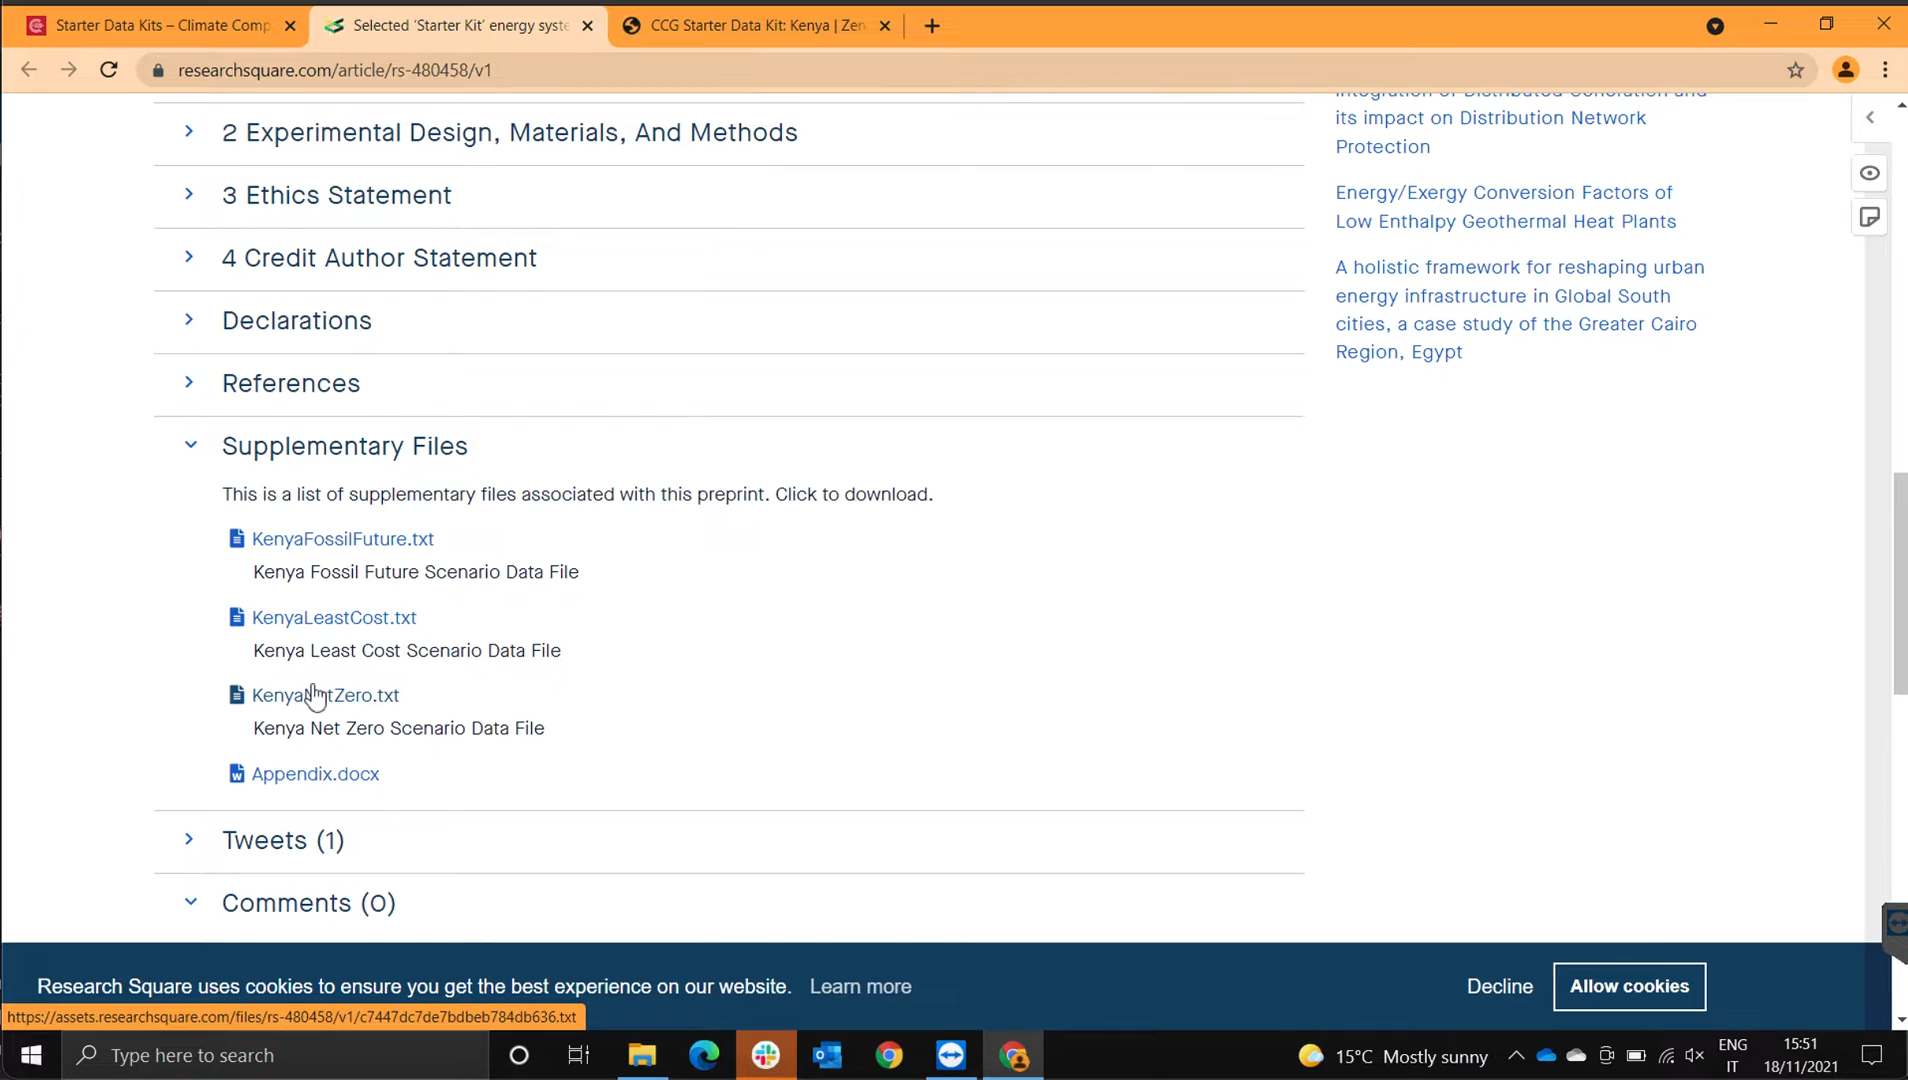 Starter Data Kits – Climate Comp
Selected ‘Starter Kit’ energy syste
CCG Starter Data Kit: Kenya | Zen
researchsquare.com/article/rs-480458/v1
2 Experimental Design, Materials, And Methods
3 Ethics Statement
4 Credit Author Statement
Declarations
References
Supplementary Files
This is a list of supplementary files associated with this preprint. Click to download.
KenyaFossilFuture.txt
Kenya Fossil Future Scenario Data File
KenyaLeastCost.txt
Kenya Least Cost Scenario Data File
KenyaNetZero.txt
Kenya Net Zero Scenario Data File
Appendix.docx
Tweets (1)
Comments (0)
Integration of Distributed Generation and
its impact on Distribution Network
Protection
Energy/Exergy Conversion Factors of
Low Enthalpy Geothermal Heat Plants
A holistic framework for reshaping urban
energy infrastructure in Global South
cities, a case study of the Greater Cairo
Region, Egypt
Research Square uses cookies to ensure you get the best experience on our website. Learn more
Decline
Allow cookies
https://assets.researchsquare.com/files/rs-480458/v1/c7447dc7de7bdbeb784db636.txt
Type here to search
15°C Mostly sunny
ENG
IT
15:51
18/11/2021